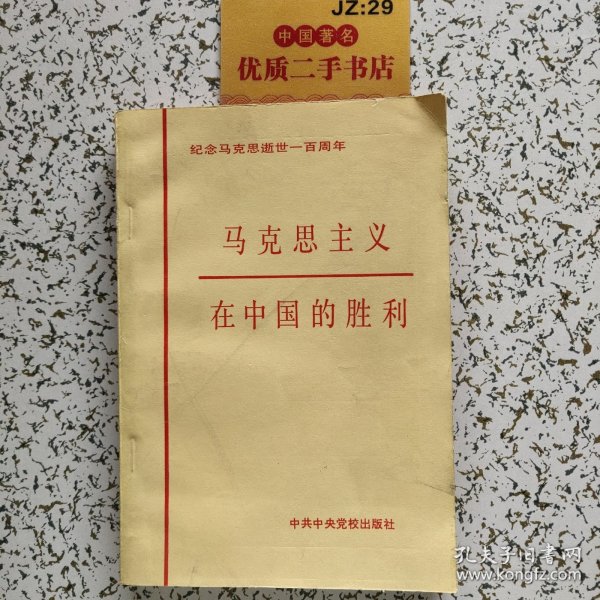 JZ:29
中国著名
优质二手书店
纪念马克思逝世一百周年
马克思主义
在中国的胜利
中共中央党校出版社
孔夫子旧书网
www.kongfz.com